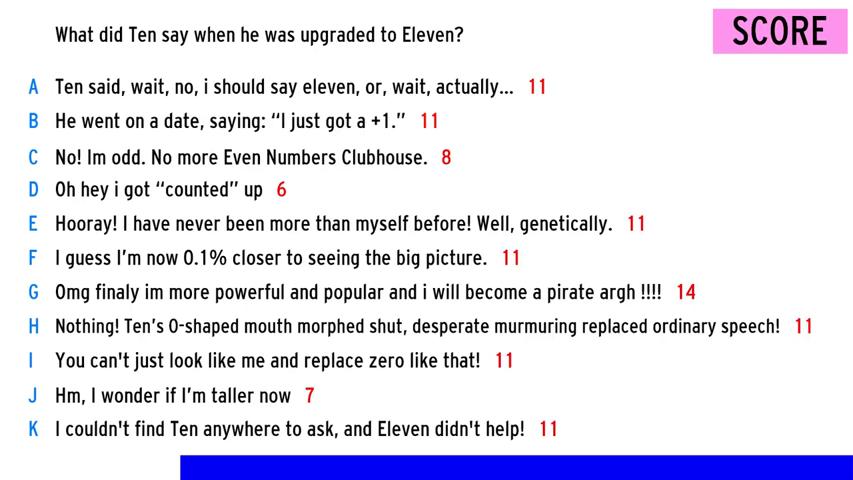 What did Ten say when he was upgraded to Eleven?
SCORE
A Ten said, wait, no, i should say eleven, or, wait, actually... 11
B He went on a date, saying: “I just got a +1.” 11
C No! Im odd. No more Even Numbers Clubhouse. 8
D Oh hey i got “counted” up 6
E Hooray! I have never been more than myself before! Well, genetically. 11
F I guess I’m now 0.1% closer to seeing the big picture. 11
G Omg finaly im more powerful and popular and i will become a pirate argh !!!! 14
H Nothing! Ten’s 0-shaped mouth morphed shut, desperate murmuring replaced ordinary speech! 11
I You can't just look like me and replace zero like that! 11
J Hm, I wonder if I’m taller now 7
K I couldn't find Ten anywhere to ask, and Eleven didn't help! 11